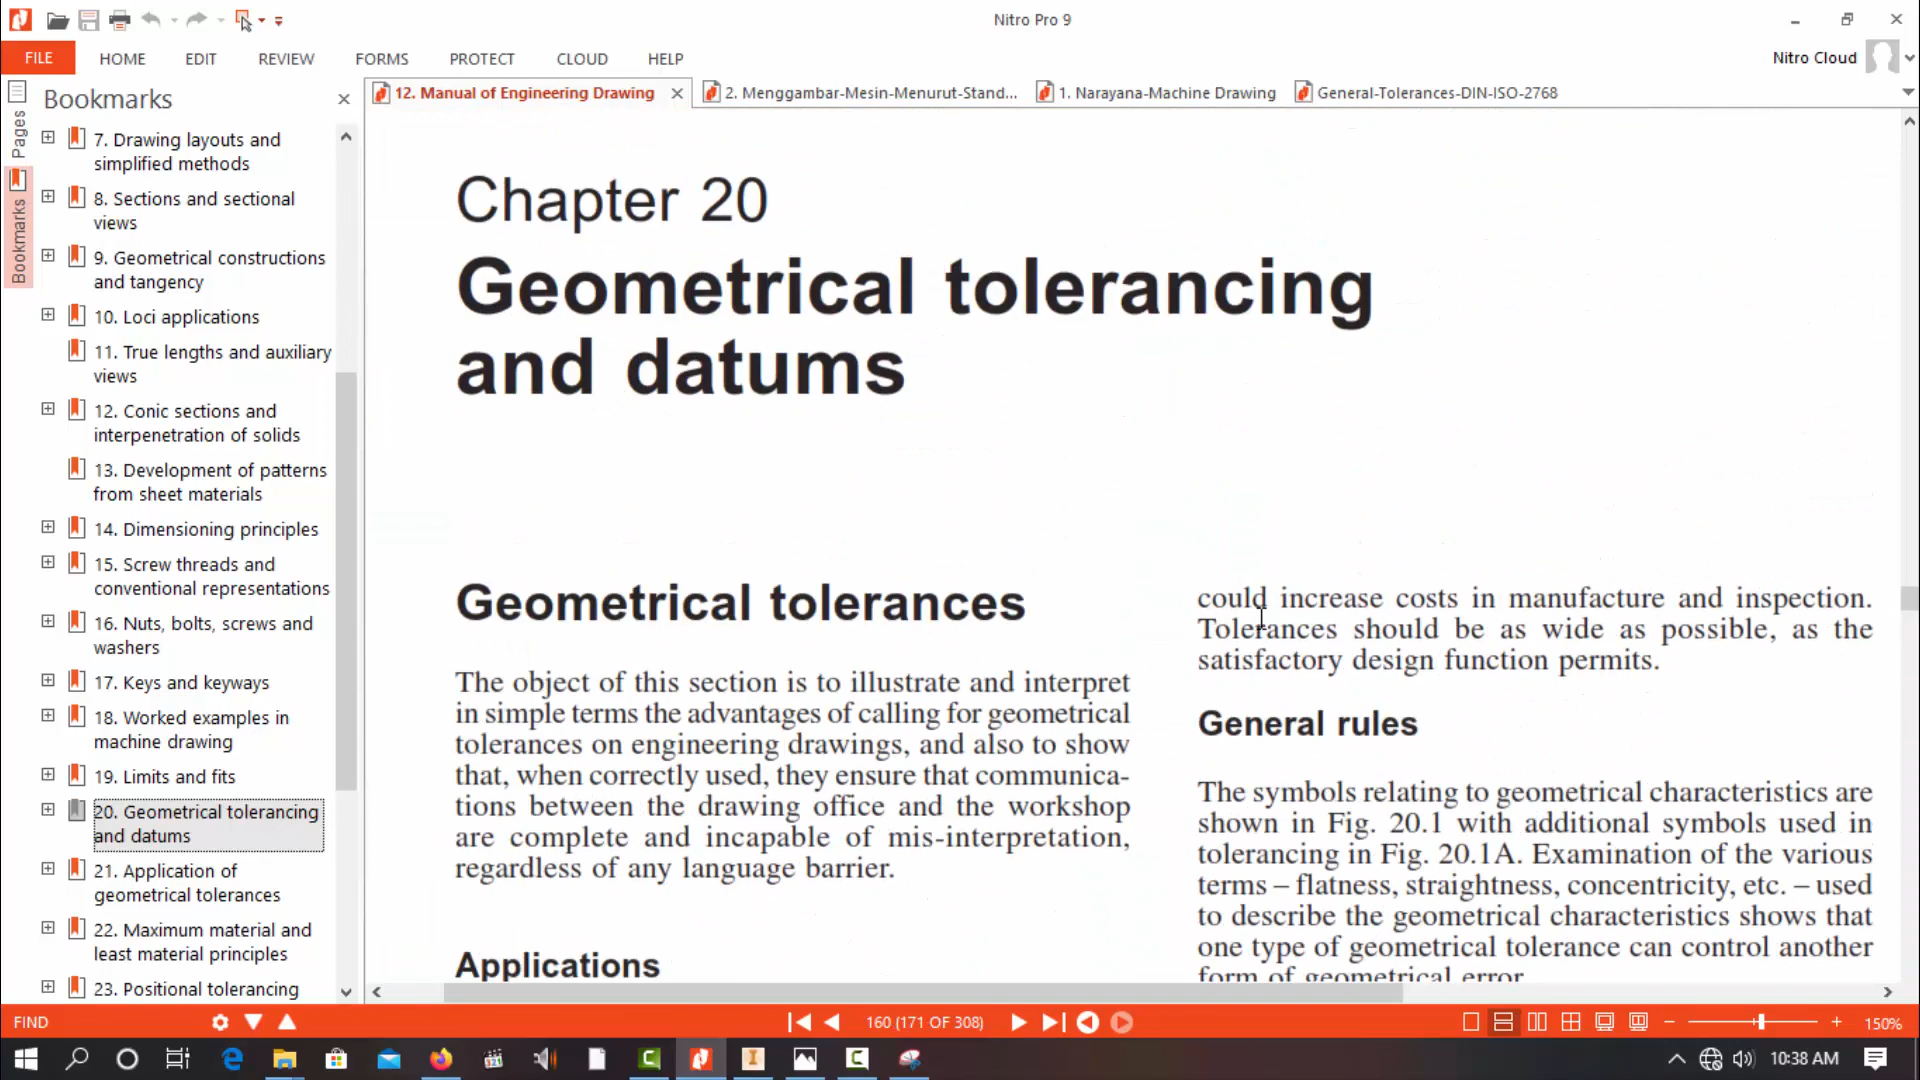 Nitro Pro 9
FILE
HOME
EDIT
REVIEW
FORMS
PROTECT
CLOUD
HELP
Nitro Cloud
Pages
Bookmarks
Bookmarks
12. Manual of Engineering Drawing
2. Menggambar-Mesin-Menurut-Stand...
1. Narayana-Machine Drawing
General-Tolerances-DIN-ISO-2768
7. Drawing layouts and
simplified methods
8. Sections and sectional
views
9. Geometrical constructions
and tangency
10. Loci applications
11. True lengths and auxiliary
views
12. Conic sections and
interpenetration of solids
13. Development of patterns
from sheet materials
14. Dimensioning principles
15. Screw threads and
conventional representations
16. Nuts, bolts, screws and
washers
17. Keys and keyways
18. Worked examples in
machine drawing
19. Limits and fits
20. Geometrical tolerancing
and datums
21. Application of
geometrical tolerances
22. Maximum material and
least material principles
23. Positional tolerancing
Chapter 20
Geometrical tolerancing
and datums
Geometrical tolerances
The object of this section is to illustrate and interpret
in simple terms the advantages of calling for geometrical
tolerances on engineering drawings, and also to show
that, when correctly used, they ensure that communica-
tions between the drawing office and the workshop
are complete and incapable of mis-interpretation,
regardless of any language barrier.
Applications
could increase costs in manufacture and inspection.
Tolerances should be as wide as possible, as the
satisfactory design function permits.
General rules
The symbols relating to geometrical characteristics are
shown in Fig. 20.1 with additional symbols used in
tolerancing in Fig. 20.1A. Examination of the various
terms – flatness, straightness, concentricity, etc. – used
to describe the geometrical characteristics shows that
one type of geometrical tolerance can control another
form of geometrical error.
FIND
160 (171 OF 308)
150%
10:38 AM